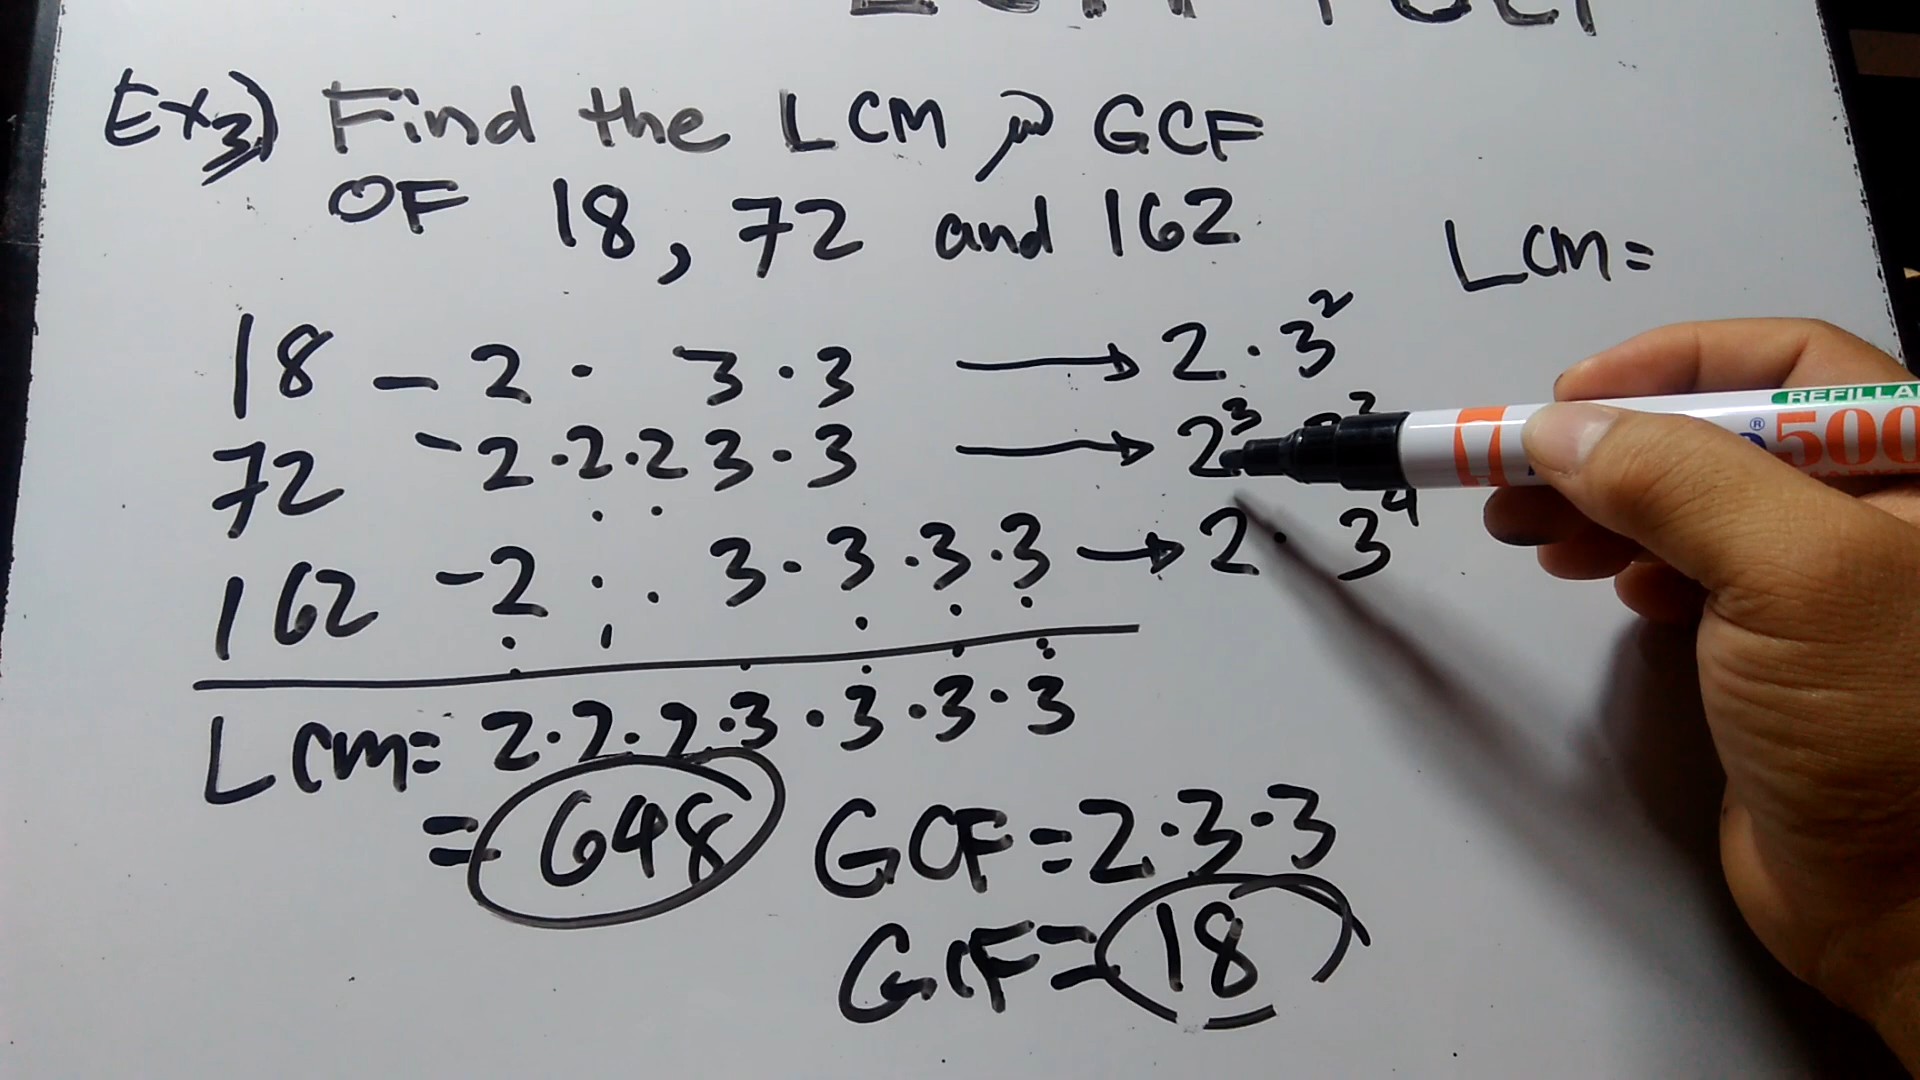 Ex3) Find the LCM & GCF
OF 18, 72 and 162
LCM=
18 - 2 · 3 · 3 → 2 · 3²
72 - 2 · 2 · 2 3 · 3 → 2³
162 - 2 · · 3 · 3 · 3 · 3 → 2 · 3⁴
LCM= 2 · 2 · 2 · 3 · 3 · 3 · 3
= 648
GCF = 2 · 3 · 3
GCF = 18
500